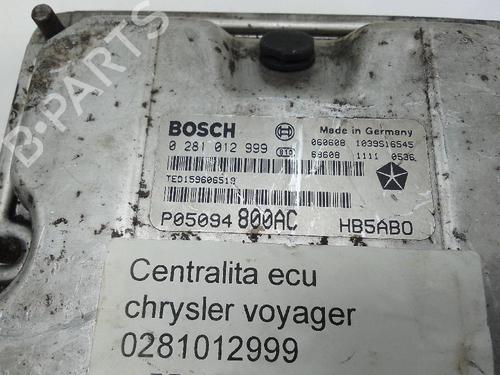 BOSCH
Made in Germany
0 281 012 999
060608 1039S16545
68608 1111 0536
TED159606519
P05094 800AC
HB5AB0
Centralita ecu
chrysler voyager
0281012999
B-PARTS